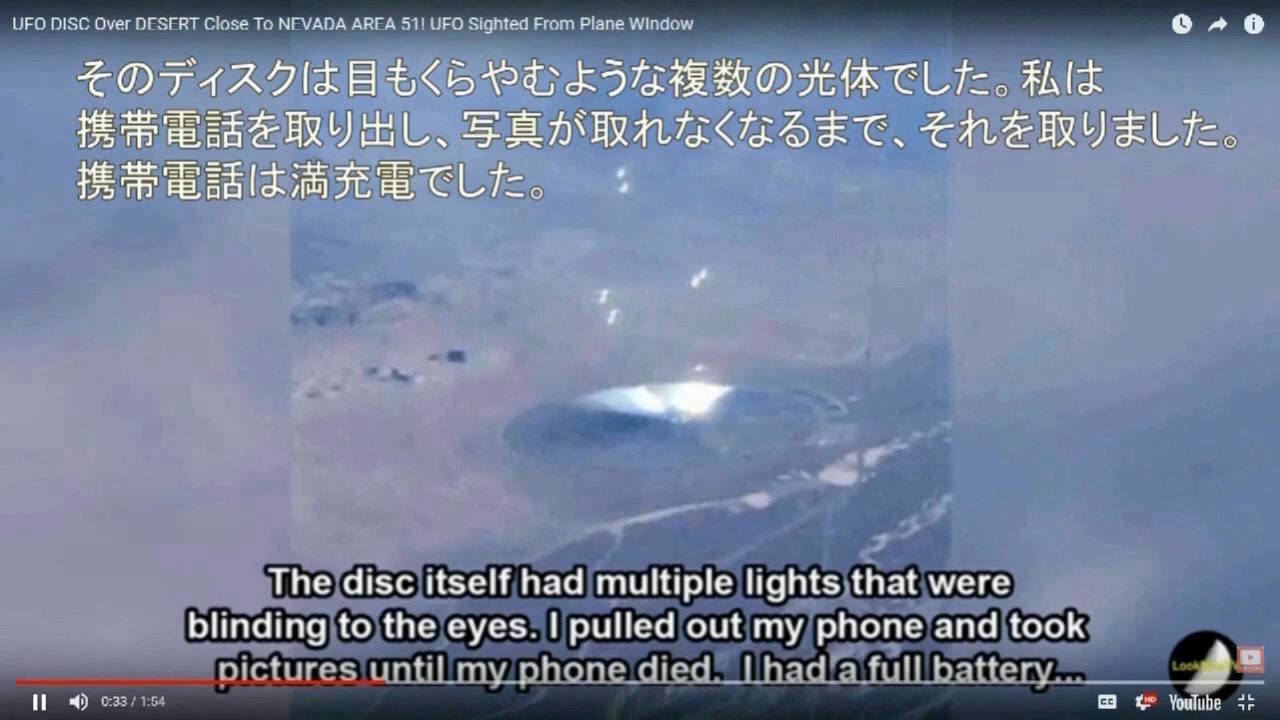 UFO DISC Over DESERT Close To NEVADA AREA 51! UFO Sighted From Plane WIndow
そのディスクは目もくらやむような複数の光体でした。私は
携帯電話を取り出し、写真が取れなくなるまで、それを取りました。
携帯電話は満充電でした。
The disc itself had multiple lights that were
blinding to the eyes. I pulled out my phone and took
pictures until my phone died. I had a full battery...
0:33 / 1:54
CC
HD
YouTube